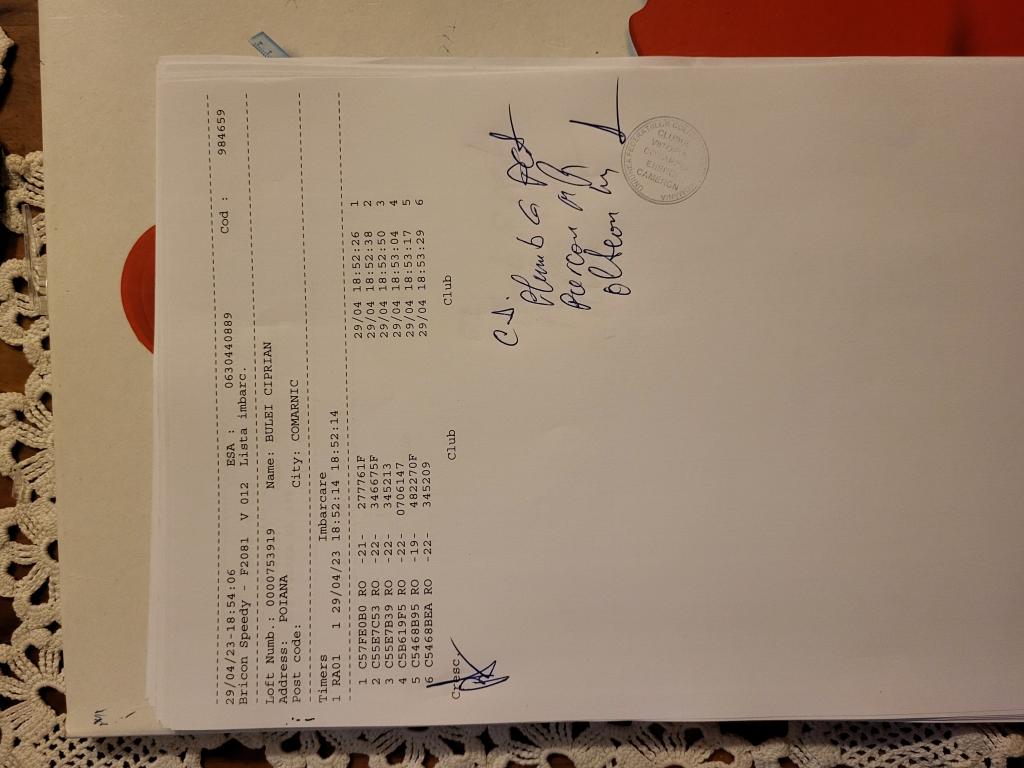 29/04/23-18:54:06 ESA : 0630440889 Cod : 984659
Bricon Speedy - F2081 V 012 Lista imbarc.
Loft Numb.: 0000753919 Name: BULEI CIPRIAN
Address: POIANA City: COMARNIC
Post code:
Timers Imbarcare
1 RA01 1 29/04/23 18:52:14 18:52:14
1 C57FE0B0 RO -21- 277761F 29/04 18:52:26 1
2 C55E7C53 RO -22- 346675F 29/04 18:52:38 2
3 C55E7B39 RO -22- 345213 29/04 18:52:50 3
4 C5B619F5 RO -22- 0706147 29/04 18:53:04 4
5 C5468B95 RO -19- 482270F 29/04 18:53:17 5
6 C5468BEA RO -22- 345209 29/04 18:53:29 6
Cresc. Club Club